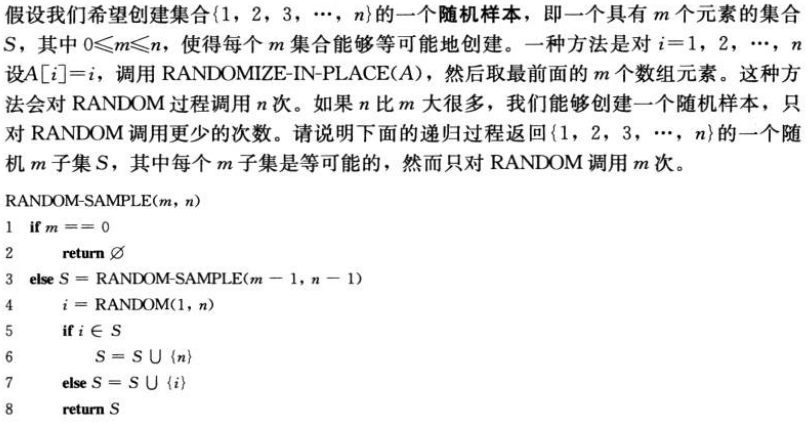 假设我们希望创建集合{1，2，3，…，n}的一个随机样本，即一个具有 m 个元素的集合
S，其中 0≤m≤n，使得每个 m 集合能够等可能地创建。一种方法是对 i=1，2，…，n
设A[i]=i，调用 RANDOMIZE-IN-PLACE(A)，然后取最前面的 m 个数组元素。这种方
法会对 RANDOM 过程调用 n 次。如果 n 比 m 大很多，我们能够创建一个随机样本，只
对 RANDOM 调用更少的次数。请说明下面的递归过程返回{1，2，3，…，n}的一个随
机 m 子集 S，其中每个 m 子集是等可能的，然而只对 RANDOM 调用 m 次。
RANDOM-SAMPLE(m, n)
1 if m == 0
2 return ∅
3 else S = RANDOM-SAMPLE(m − 1, n − 1)
4 i = RANDOM(1, n)
5 if i ∈ S
6 S = S ∪ {n}
7 else S = S ∪ {i}
8 return S